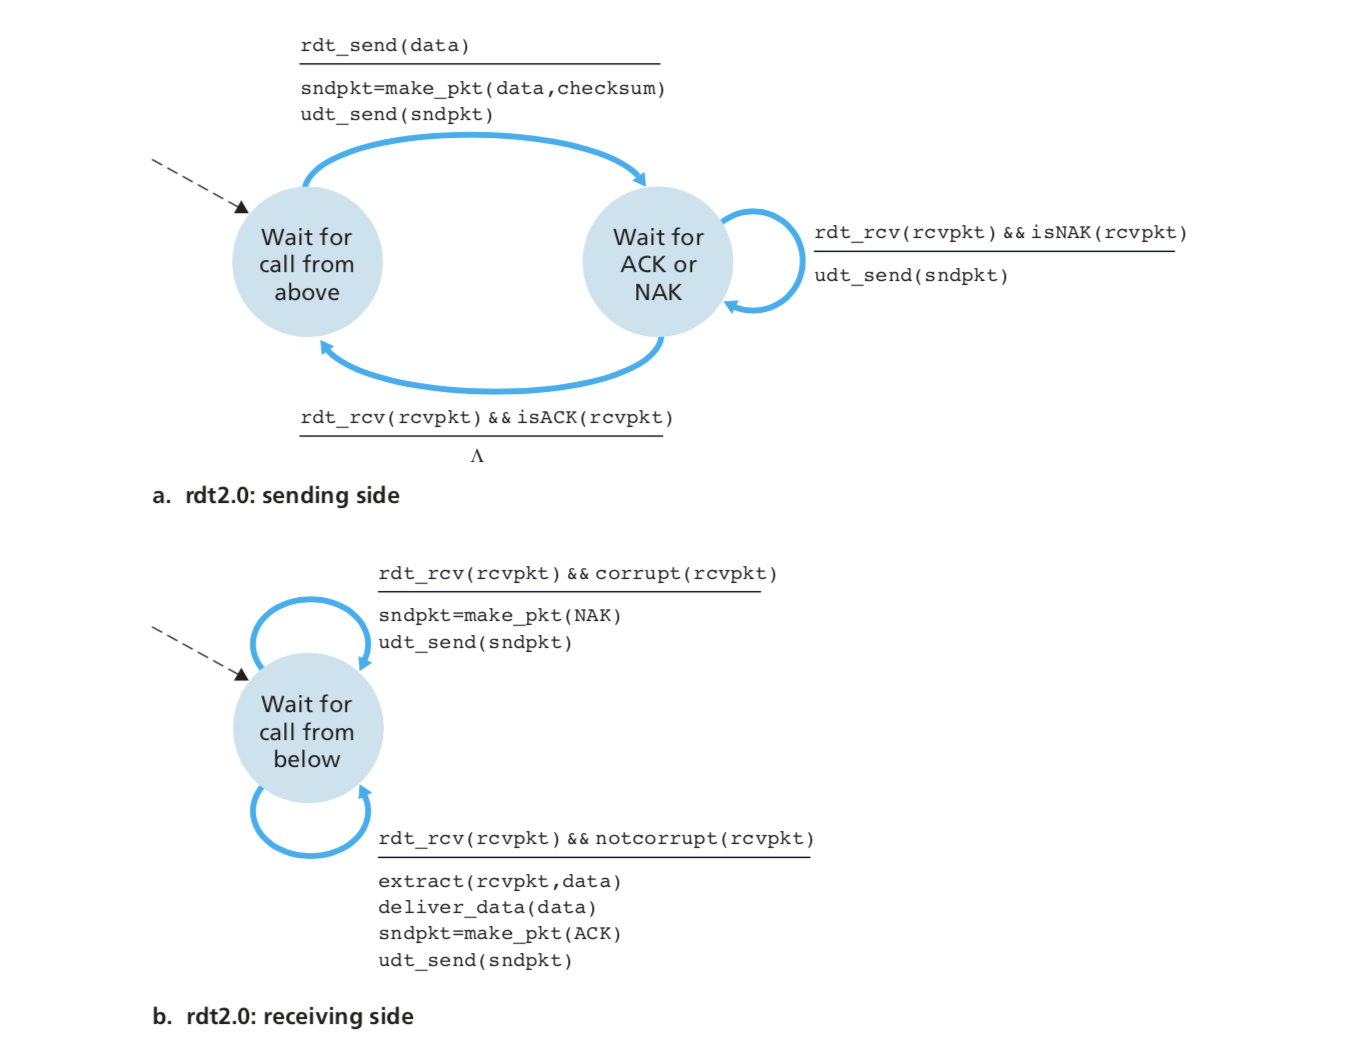 rdt_send(data)
sndpkt=make_pkt(data,checksum)
udt_send(sndpkt)
Wait for
call from
above
Wait for
ACK or
NAK
rdt_rcv(rcvpkt)&&isNAK(rcvpkt)
udt_send(sndpkt)
rdt_rcv(rcvpkt)&&isACK(rcvpkt)
Λ
a. rdt2.0: sending side
rdt_rcv(rcvpkt)&&corrupt(rcvpkt)
sndpkt=make_pkt(NAK)
udt_send(sndpkt)
Wait for
call from
below
rdt_rcv(rcvpkt)&&notcorrupt(rcvpkt)
extract(rcvpkt,data)
deliver_data(data)
sndpkt=make_pkt(ACK)
udt_send(sndpkt)
b. rdt2.0: receiving side